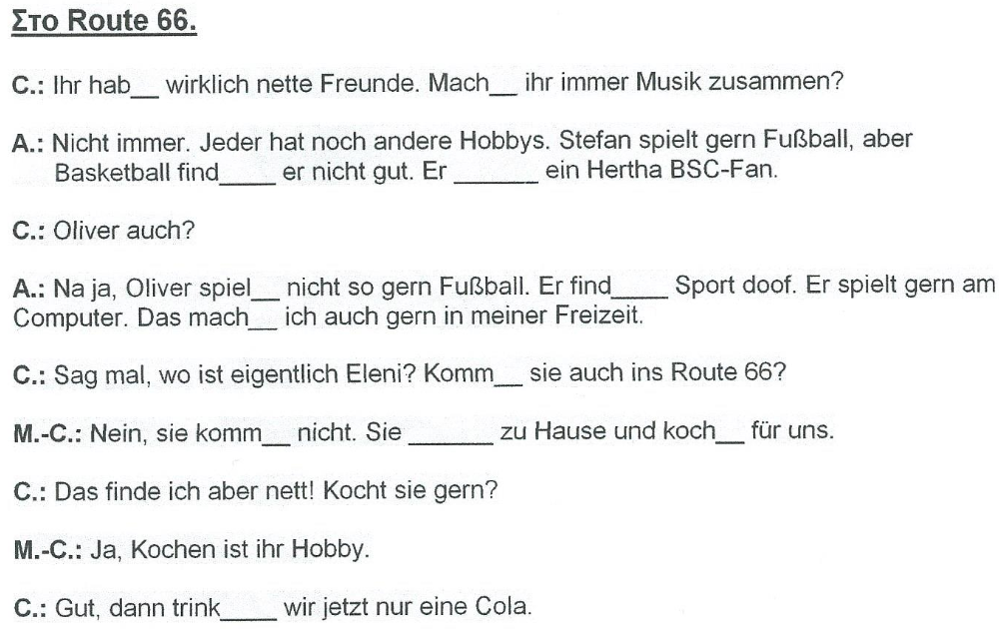 Στο Route 66.
C.: Ihr hab__ wirklich nette Freunde. Mach__ ihr immer Musik zusammen?
A.: Nicht immer. Jeder hat noch andere Hobbys. Stefan spielt gern Fußball, aber
Basketball find____ er nicht gut. Er ______ ein Hertha BSC-Fan.
C.: Oliver auch?
A.: Na ja, Oliver spiel__ nicht so gern Fußball. Er find____ Sport doof. Er spielt gern am
Computer. Das mach__ ich auch gern in meiner Freizeit.
C.: Sag mal, wo ist eigentlich Eleni? Komm__ sie auch ins Route 66?
M.-C.: Nein, sie komm__ nicht. Sie ______ zu Hause und koch__ für uns.
C.: Das finde ich aber nett! Kocht sie gern?
M.-C.: Ja, Kochen ist ihr Hobby.
C.: Gut, dann trink____ wir jetzt nur eine Cola.